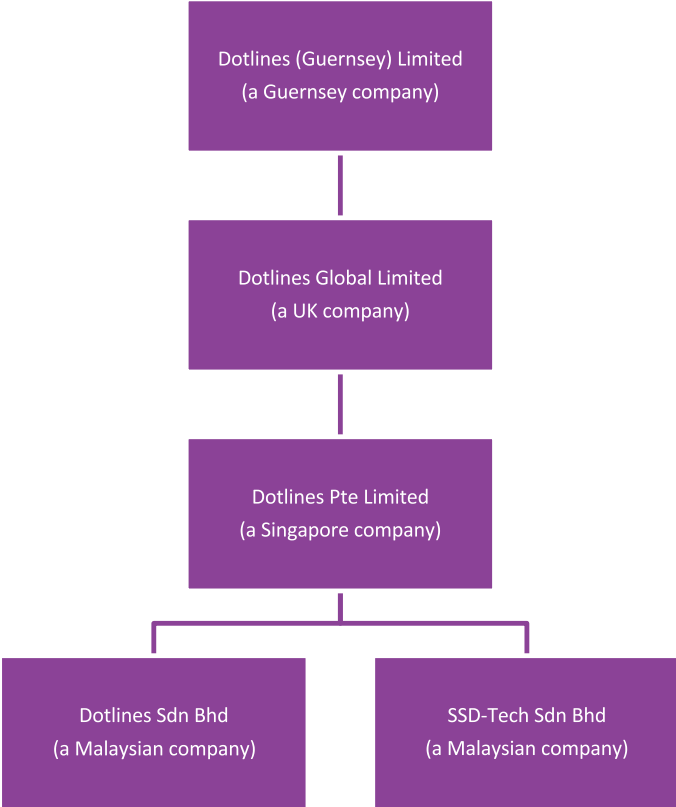 Dotlines (Guernsey) Limited
(a Guernsey company)
Dotlines Global Limited
(a UK company)
Dotlines Pte Limited
(a Singapore company)
Dotlines Sdn Bhd
(a Malaysian company)
SSD-Tech Sdn Bhd
(a Malaysian company)